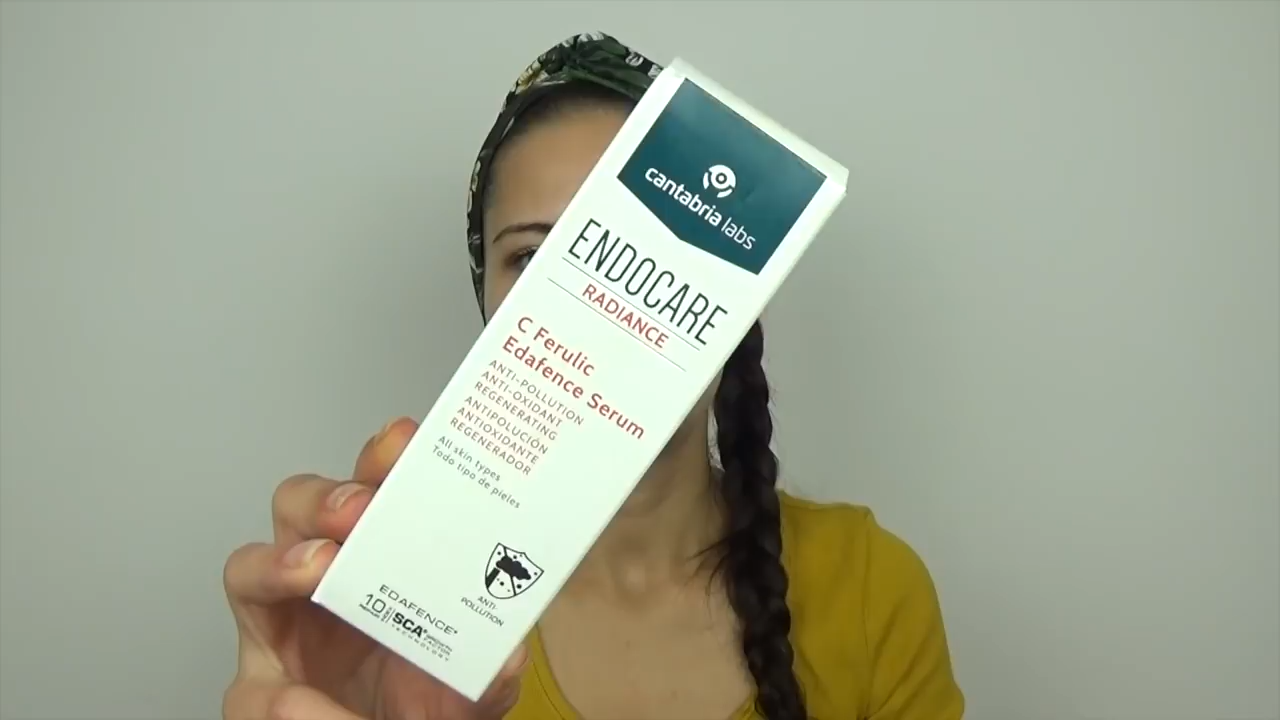 cantabria labs
ENDOCARE
RADIANCE
C Ferulic
Edafence Serum
ANTI-POLLUTION
ANTI-OXIDANT
REGENERATING
ANTIPOLUCIÓN
ANTIOXIDANTE
REGENERADOR
All skin types
Todo tipo de pieles
ANTI-
POLLUTION
EDAFENCE®
10 SCA®
TECHNOLOGY